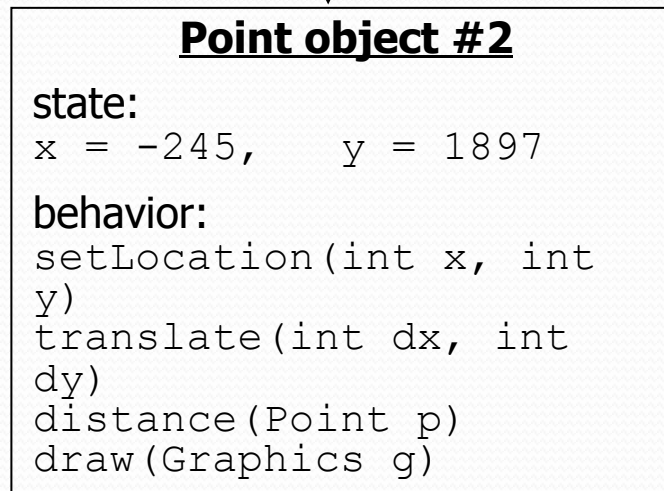 Point object #2
state:
x = -245,   y = 1897
behavior:
setLocation(int x, int
y)
translate(int dx, int
dy)
distance(Point p)
draw(Graphics g)